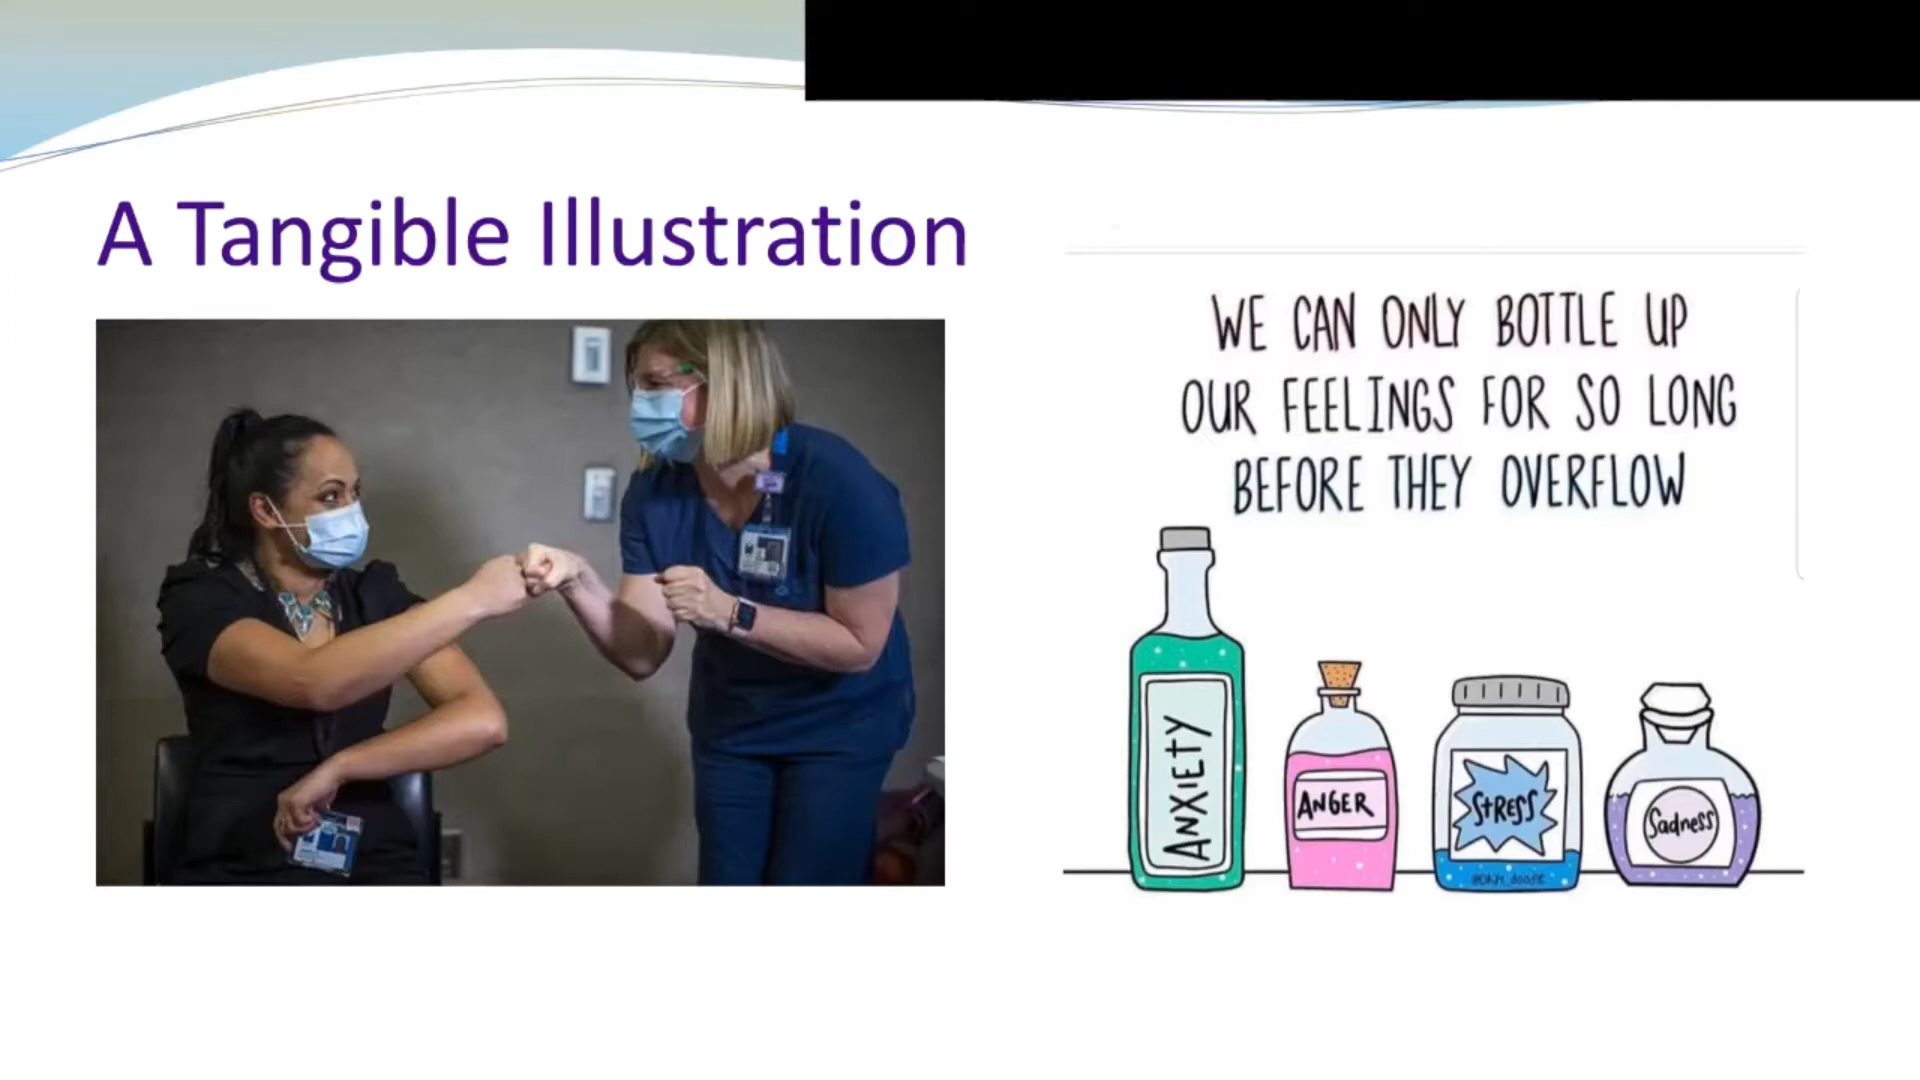 A Tangible Illustration
WE CAN ONLY BOTTLE UP
OUR FEELINGS FOR SO LONG
BEFORE THEY OVERFLOW
ANXIETY
ANGER
STRESS
Sadness